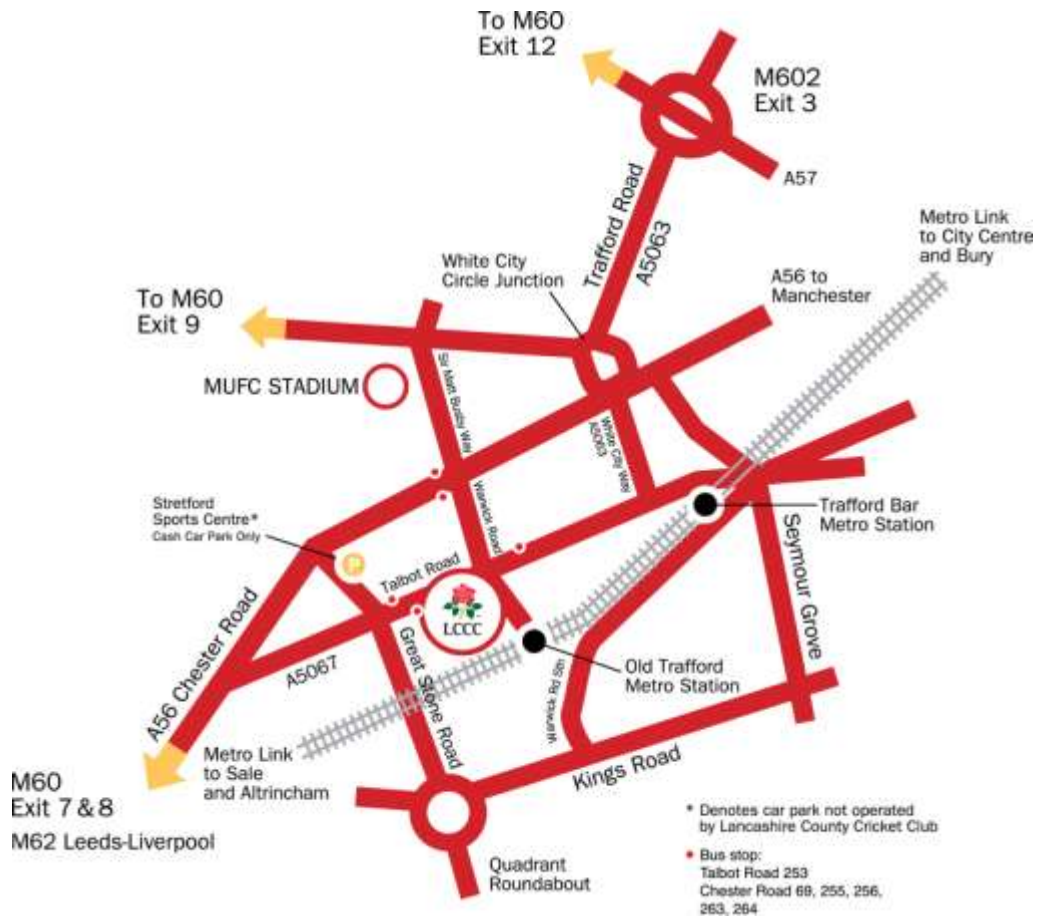 To M60
Exit 12
M602
Exit 3
A57
Trafford Road
A5063
Metro Link
to City Centre
and Bury
White City
Circle Junction
A56 to
Manchester
To M60
Exit 9
MUFC STADIUM
Sir Matt Busby Way
White City Way
A5063
Stretford
Sports Centre*
Cash Car Park Only
P
Warwick Road
Trafford Bar
Metro Station
Talbot Road
LCCC
Seymour Grove
A56 Chester Road
A5067
Great Stone Road
Old Trafford
Metro Station
Warwick Rd Sth
Metro Link
to Sale
and Altrincham
Kings Road
M60
Exit 7 & 8
M62 Leeds-Liverpool
Quadrant
Roundabout
* Denotes car park not operated
by Lancashire County Cricket Club
Bus stop:
Talbot Road 253
Chester Road 69, 255, 256,
263, 264